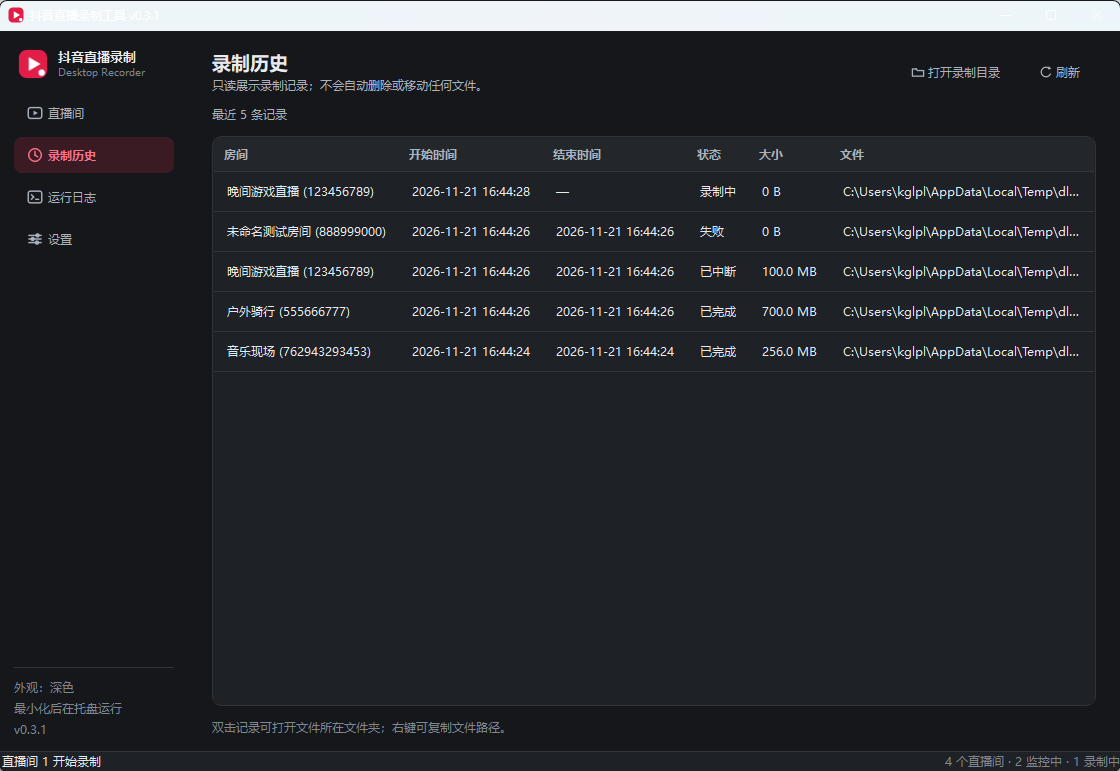 抖音直播录制工具 v0.3.1
抖音直播录制
Desktop Recorder
直播间
录制历史
运行日志
设置
录制历史
只读展示录制记录；不会自动删除或移动任何文件。
打开录制目录
刷新
最近 5 条记录
房间 开始时间 结束时间 状态 大小 文件
晚间游戏直播 (123456789) 2026-11-21 16:44:28 — 录制中 0 B C:\Users\kglpl\AppData\Local\Temp\dl...
未命名测试房间 (888999000) 2026-11-21 16:44:26 2026-11-21 16:44:26 失败 0 B C:\Users\kglpl\AppData\Local\Temp\dl...
晚间游戏直播 (123456789) 2026-11-21 16:44:26 2026-11-21 16:44:26 已中断 100.0 MB C:\Users\kglpl\AppData\Local\Temp\dl...
户外骑行 (555666777) 2026-11-21 16:44:26 2026-11-21 16:44:26 已完成 700.0 MB C:\Users\kglpl\AppData\Local\Temp\dl...
音乐现场 (762943293453) 2026-11-21 16:44:24 2026-11-21 16:44:24 已完成 256.0 MB C:\Users\kglpl\AppData\Local\Temp\dl...
外观：深色
最小化后在托盘运行
v0.3.1
双击记录可打开文件所在文件夹；右键可复制文件路径。
直播间 1 开始录制
4 个直播间 · 2 监控中 · 1 录制中